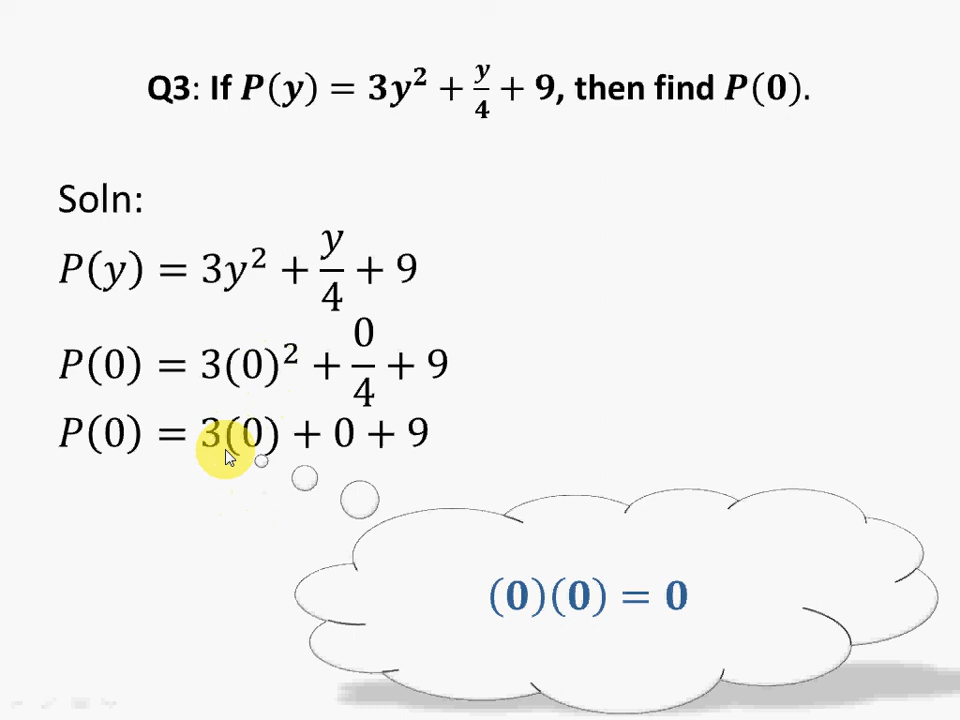 Q3: If P(y) = 3y² + y/4 + 9, then find P(0).
Soln:
P(y) = 3y² + y/4 + 9
P(0) = 3(0)² + 0/4 + 9
P(0) = 3(0) + 0 + 9
(0)(0) = 0